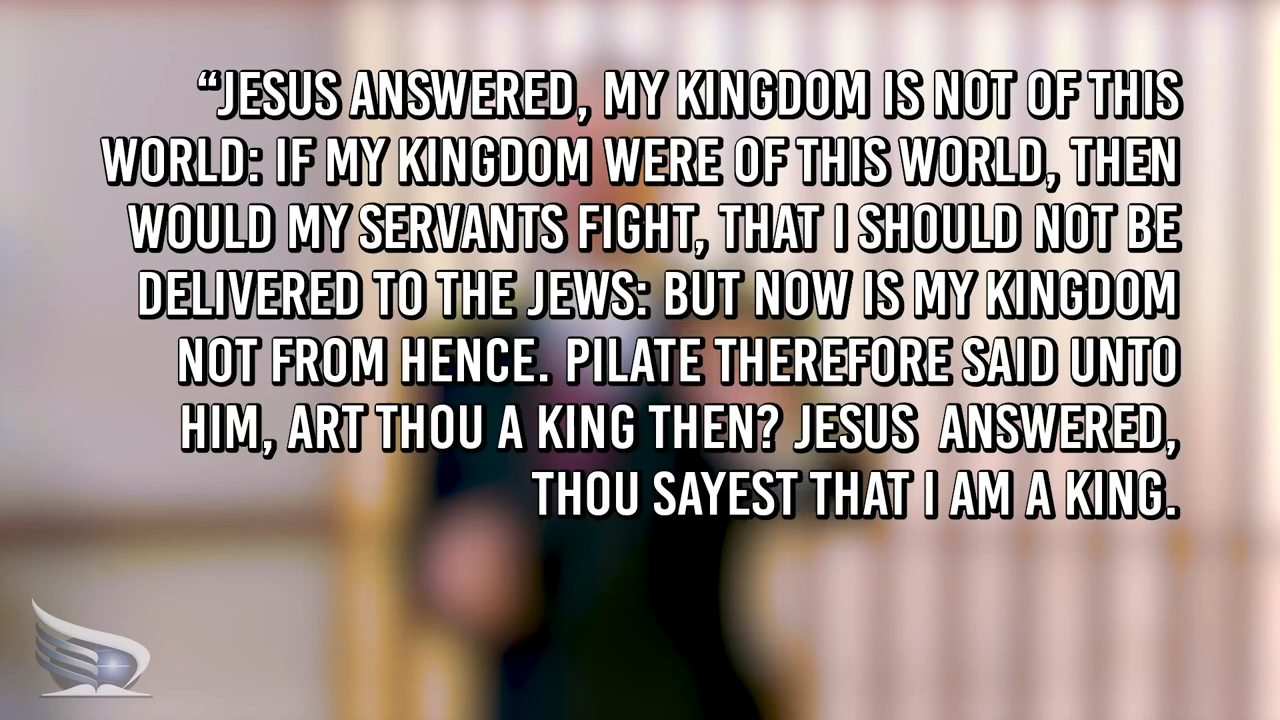 “JESUS ANSWERED, MY KINGDOM IS NOT OF THIS
WORLD: IF MY KINGDOM WERE OF THIS WORLD, THEN
WOULD MY SERVANTS FIGHT, THAT I SHOULD NOT BE
DELIVERED TO THE JEWS: BUT NOW IS MY KINGDOM
NOT FROM HENCE. PILATE THEREFORE SAID UNTO
HIM, ART THOU A KING THEN? JESUS ANSWERED,
THOU SAYEST THAT I AM A KING.